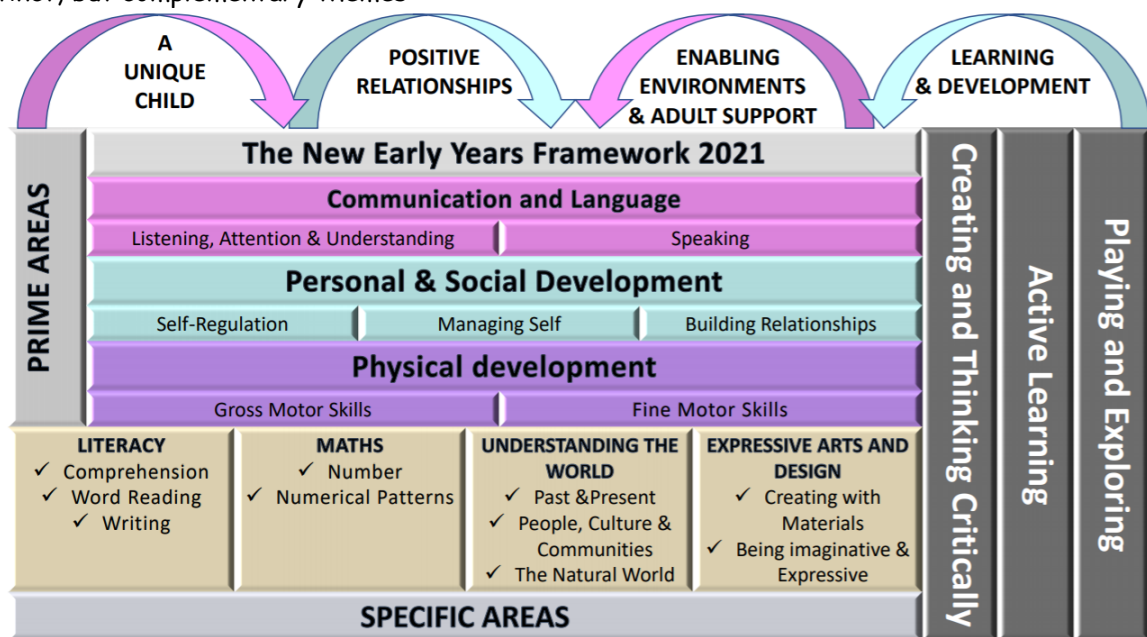 but complementary themes
A
UNIQUE
CHILD
POSITIVE
RELATIONSHIPS
ENABLING
ENVIRONMENTS
& ADULT SUPPORT
LEARNING
& DEVELOPMENT
PRIME AREAS
The New Early Years Framework 2021
Communication and Language
Listening, Attention & Understanding
Speaking
Personal & Social Development
Self-Regulation
Managing Self
Building Relationships
Physical development
Gross Motor Skills
Fine Motor Skills
LITERACY
✓ Comprehension
✓ Word Reading
✓ Writing
MATHS
✓ Number
✓ Numerical Patterns
UNDERSTANDING THE
WORLD
✓ Past &Present
✓ People, Culture &
Communities
✓ The Natural World
EXPRESSIVE ARTS AND
DESIGN
✓ Creating with
Materials
✓ Being imaginative &
Expressive
SPECIFIC AREAS
Creating and Thinking Critically
Active Learning
Playing and Exploring